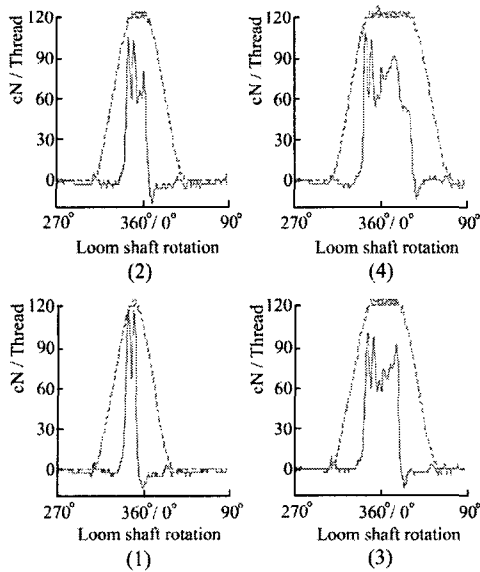 120
90
60
30
0
cN / Thread
270° 360°/ 0° 90°
Loom shaft rotation
(2)
120
90
60
30
0
cN / Thread
270° 360°/ 0° 90°
Loom shaft rotation
(4)
120
90
60
30
0
cN / Thread
270° 360°/ 0° 90°
Loom shaft rotation
(1)
120
90
60
30
0
cN / Thread
270° 360°/ 0° 90°
Loom shaft rotation
(3)